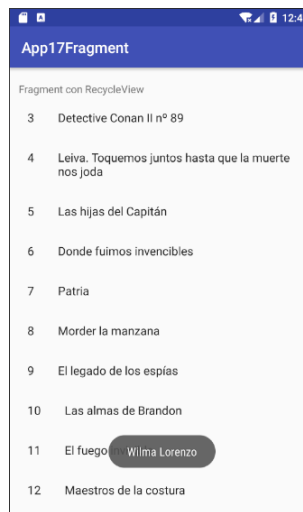 12:4
App17Fragment
Fragment con RecycleView
3 Detective Conan II nº 89
4 Leiva. Toquemos juntos hasta que la muerte
nos joda
5 Las hijas del Capitán
6 Donde fuimos invencibles
7 Patria
8 Morder la manzana
9 El legado de los espías
10 Las almas de Brandon
11 El fuego
Wilma Lorenzo
12 Maestros de la costura